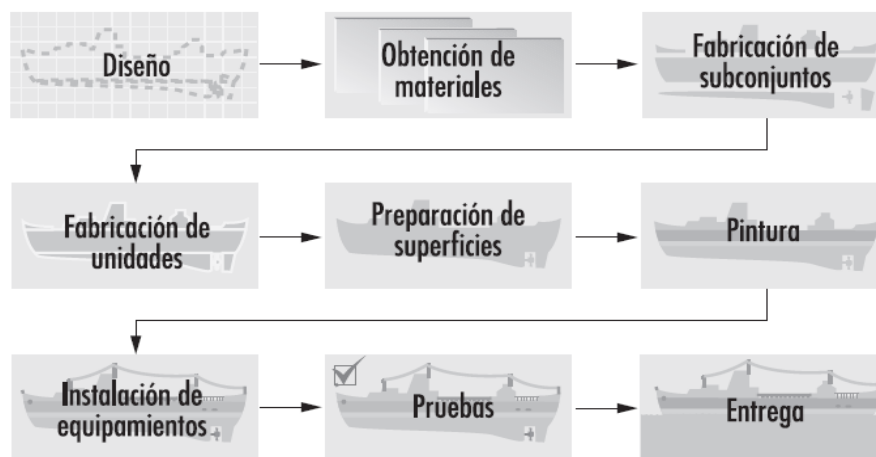 Diseño
Obtención de
materiales
Fabricación de
subconjuntos
Fabricación de
unidades
Preparación de
superficies
Pintura
Instalación de
equipamientos
Pruebas
Entrega